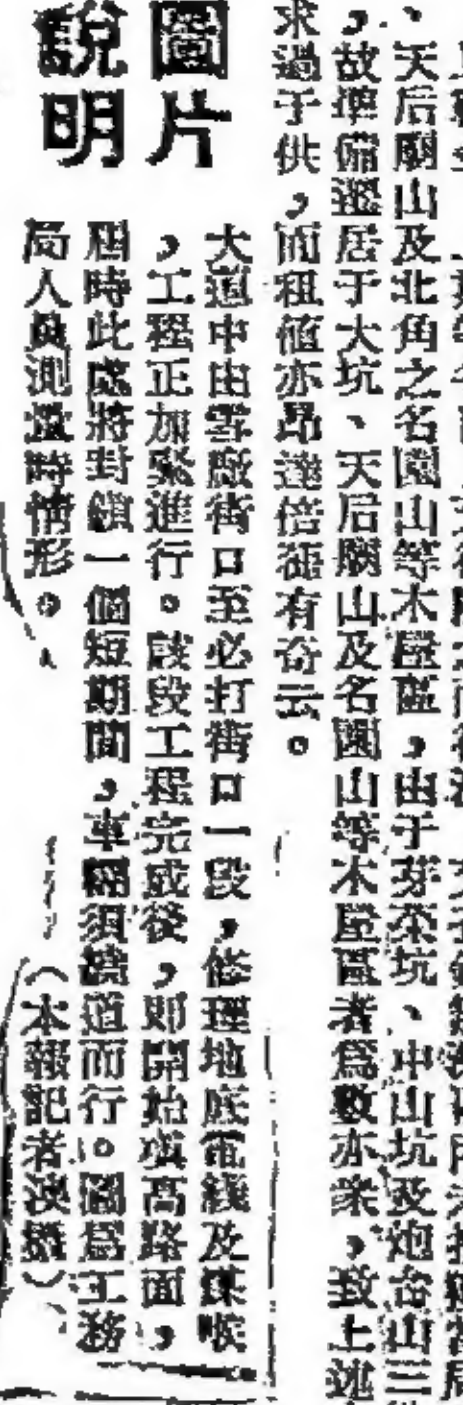 、天后廟山及北角之名園山等木屋區，由于芽菜坑、中山坑及炮台山三
，故準備遷居于大坑、天后廟山及名園山等木屋區者爲數亦衆，致上述
求過于供，而租值亦昂達倍蓰有奇云。
圖片
說明
大道中由雪廠街口至必打街口一段，修理地底電綫及煤喉
，工程正加緊進行。該段工程完成後，則開始填高路面，
屆時此處將封鎖一個短期間，車輛須繞道而行。圖爲工務
局人員測量時情形。
（本報記者 攝）